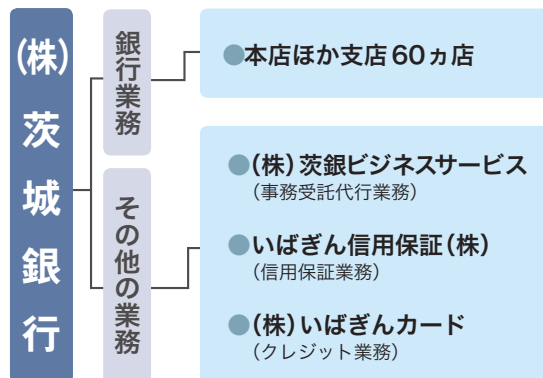 (株)茨城銀行
銀行業務
●本店ほか支店60ヵ店
その他の業務
●(株)茨銀ビジネスサービス
(事務受託代行業務)
●いばぎん信用保証(株)
(信用保証業務)
●(株)いばぎんカード
(クレジット業務)